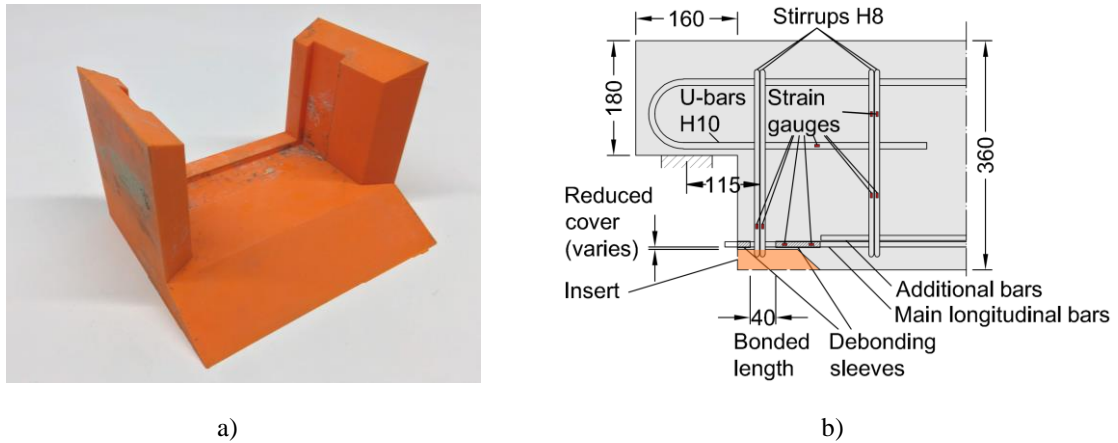 160
Stirrups H8
180
U-bars
H10
Strain
gauges
360
115
Reduced
cover
(varies)
Insert
40
Bonded
length
Debonding
sleeves
Additional bars
Main longitudinal bars
a)
b)